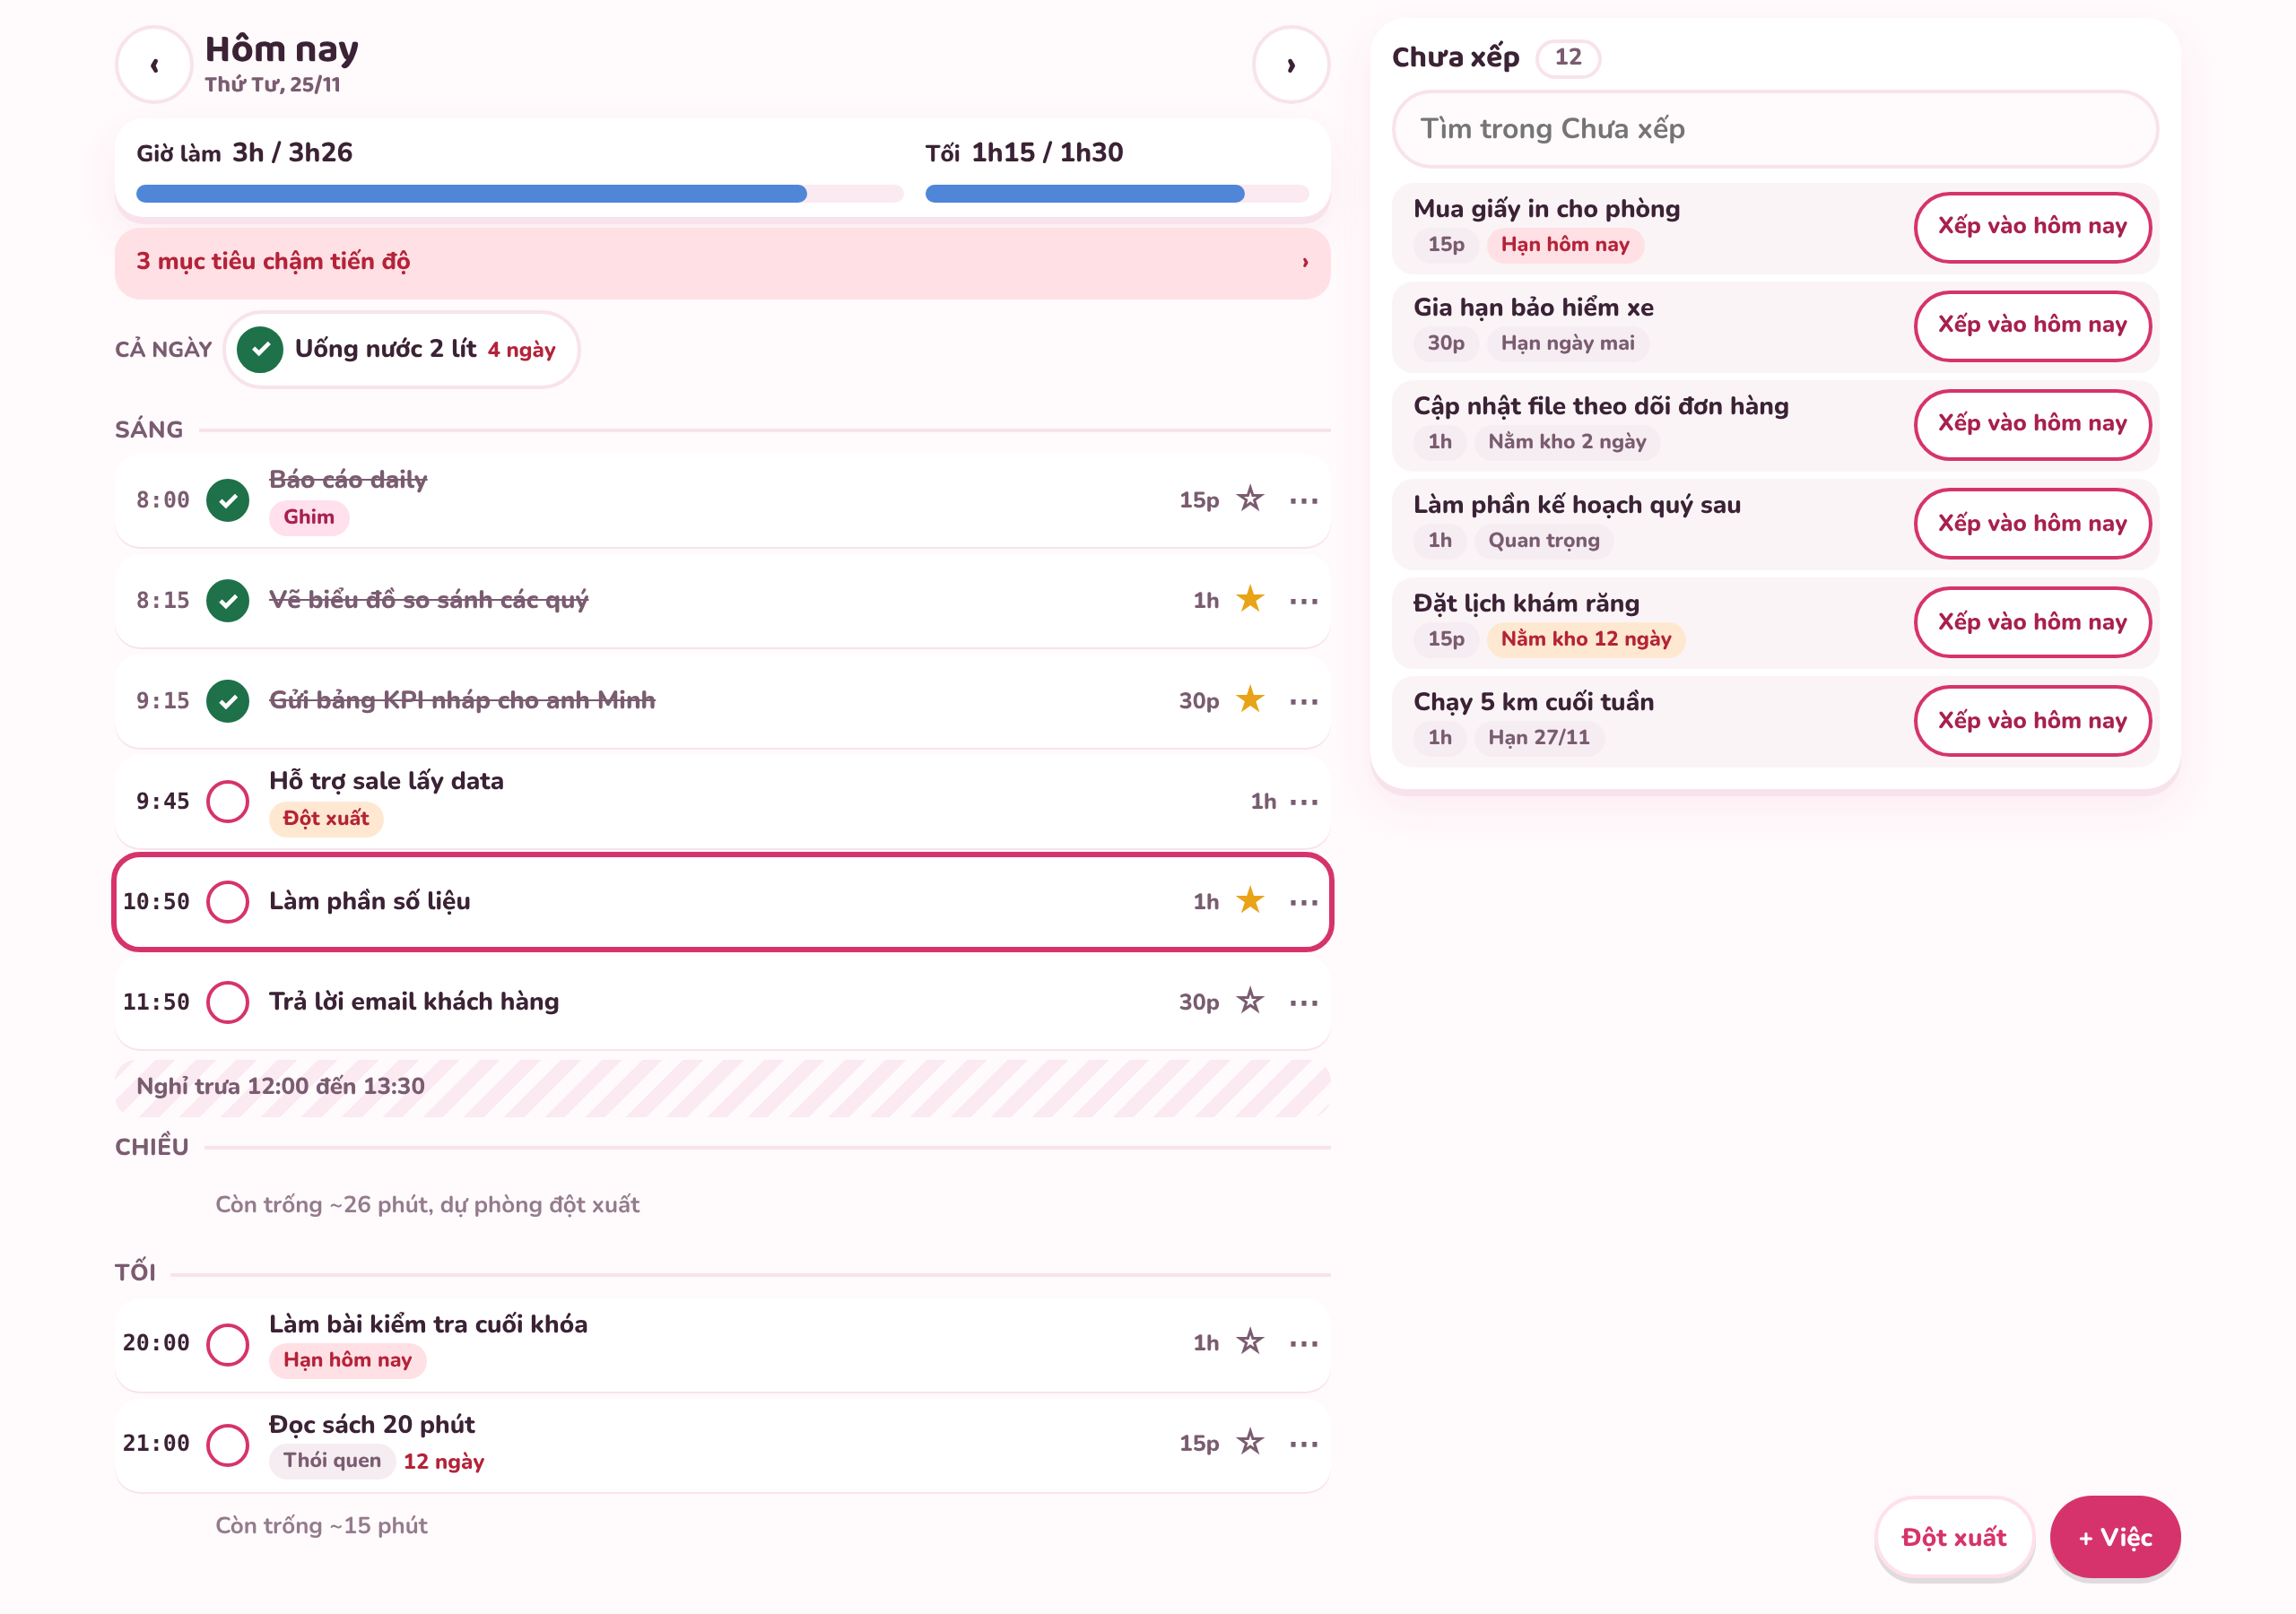 ‹
Hôm nay
Thứ Tư, 25/11
›
Giờ làm 3h / 3h26
Tối 1h15 / 1h30
3 mục tiêu chậm tiến độ ›
CẢ NGÀY Uống nước 2 lít 4 ngày
SÁNG
8:00 Báo cáo daily 15p ☆ ⋯
Ghim
8:15 Vẽ biểu đồ so sánh các quý 1h ★ ⋯
9:15 Gửi bảng KPI nháp cho anh Minh 30p ★ ⋯
9:45 Hỗ trợ sale lấy data 1h ⋯
Đột xuất
10:50 Làm phần số liệu 1h ★ ⋯
11:50 Trả lời email khách hàng 30p ☆ ⋯
Nghỉ trưa 12:00 đến 13:30
CHIỀU
Còn trống ~26 phút, dự phòng đột xuất
TỐI
20:00 Làm bài kiểm tra cuối khóa 1h ☆ ⋯
Hạn hôm nay
21:00 Đọc sách 20 phút 15p ☆ ⋯
Thói quen 12 ngày
Còn trống ~15 phút
Chưa xếp 12
Tìm trong Chưa xếp
Mua giấy in cho phòng
15p Hạn hôm nay
Xếp vào hôm nay
Gia hạn bảo hiểm xe
30p Hạn ngày mai
Xếp vào hôm nay
Cập nhật file theo dõi đơn hàng
1h Nằm kho 2 ngày
Xếp vào hôm nay
Làm phần kế hoạch quý sau
1h Quan trọng
Xếp vào hôm nay
Đặt lịch khám răng
15p Nằm kho 12 ngày
Xếp vào hôm nay
Chạy 5 km cuối tuần
1h Hạn 27/11
Xếp vào hôm nay
Đột xuất
+ Việc